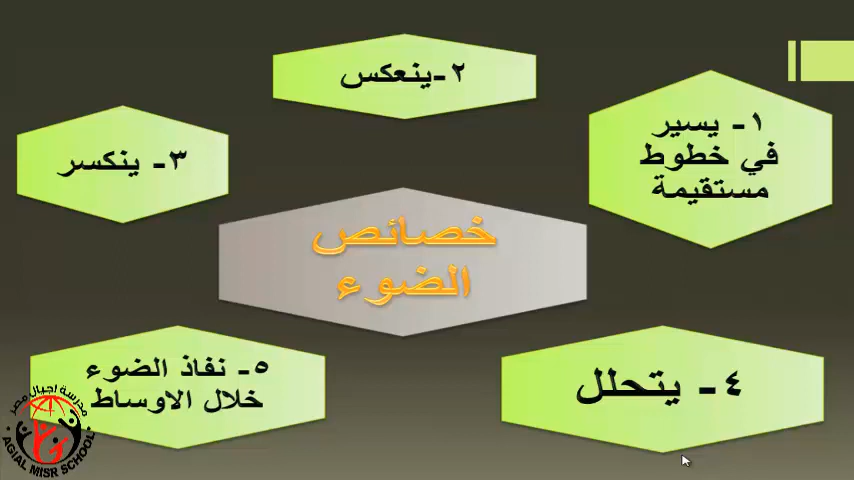 خصائص
الضوء
١- يسير
في خطوط
مستقيمة
٢-ينعكس
٣- ينكسر
٤- يتحلل
٥- نفاذ الضوء
خلال الاوساط
مدرسة اجيال مصر
AGIAL MISR SCHOOL